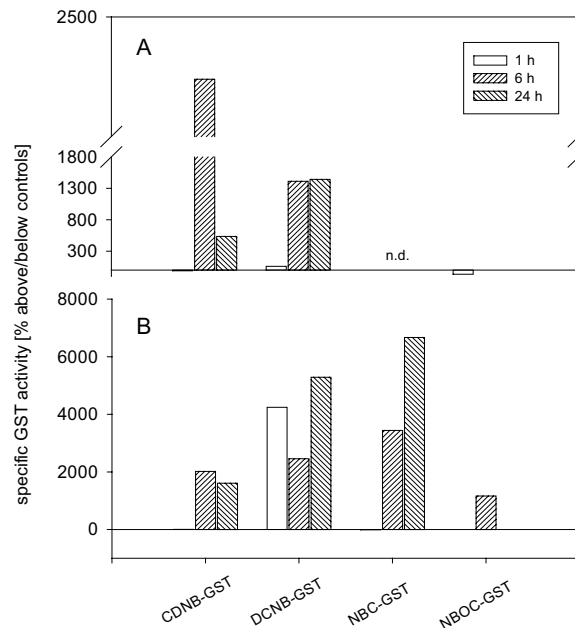 2500
A
1 h
6 h
24 h
1800
1300
800
300
n.d.
specific GST activity [% above/below controls]
8000
B
6000
4000
2000
0
CDNB-GST
DCNB-GST
NBC-GST
NBOC-GST